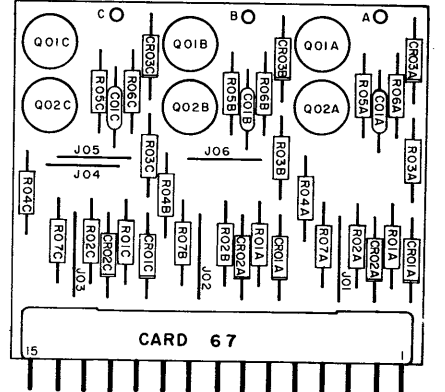 C B A
Q01C CR03C Q01B CR03B Q01A CR03A
R05C C01C R06C R05B C01B R06B R05A C01A R06A
Q02C Q02B Q02A
J05 J06
J04
R03C R03B R03A
R04C R04B R04A
R07C R02C CR02C R01C CR01C R07B R02B CR02A R01A CR01A R07A R02A CR02A R01A CR01A
J03 J02 J01
15 CARD 67 1